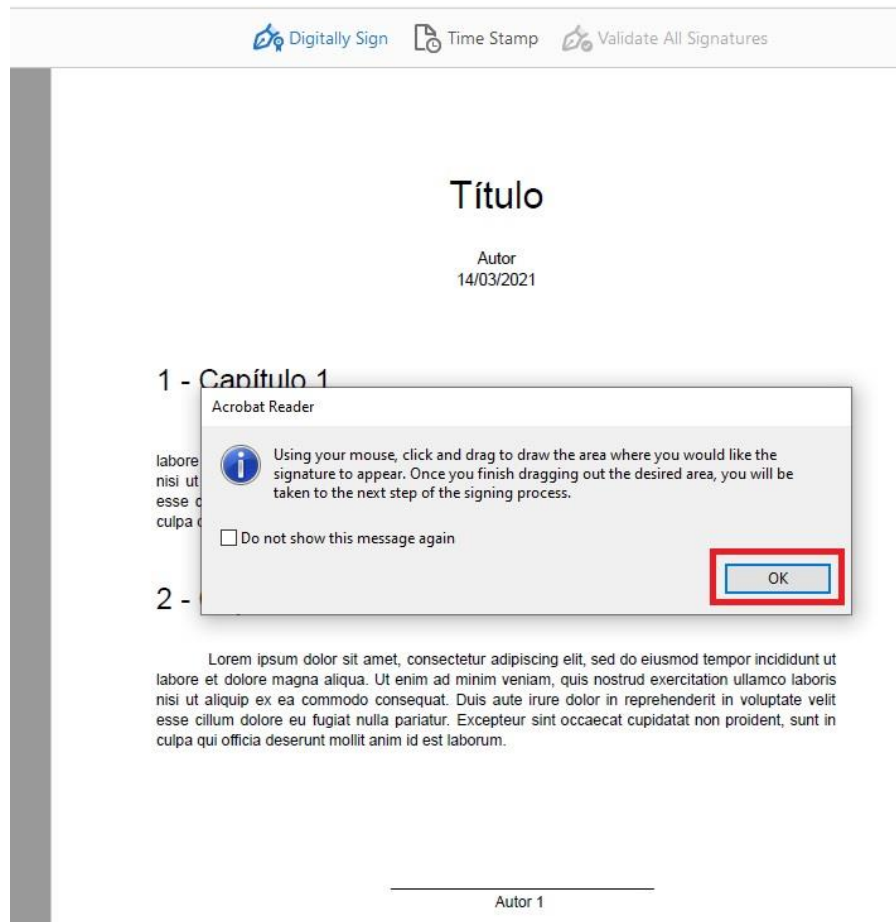 Digitally Sign Time Stamp Validate All Signatures
Título
Autor
14/03/2021
1 - Capítulo 1
Acrobat Reader
labore
nisi ut
esse
culpa
Using your mouse, click and drag to draw the area where you would like the
signature to appear. Once you finish dragging out the desired area, you will be
taken to the next step of the signing process.
Do not show this message again
OK
2 -
Lorem ipsum dolor sit amet, consectetur adipiscing elit, sed do eiusmod tempor incididunt ut
labore et dolore magna aliqua. Ut enim ad minim veniam, quis nostrud exercitation ullamco laboris
nisi ut aliquip ex ea commodo consequat. Duis aute irure dolor in reprehenderit in voluptate velit
esse cillum dolore eu fugiat nulla pariatur. Excepteur sint occaecat cupidatat non proident, sunt in
culpa qui officia deserunt mollit anim id est laborum.
Autor 1